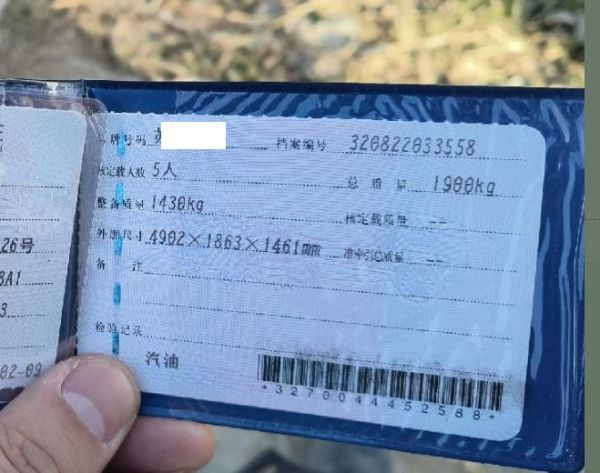 号牌号码 苏 档案编号 320822033558
核定载人数 5人 总质量 1900kg
整备质量 1430kg 核定载质量 --
外廓尺寸 4902×1863×1461mm 准牵引总质量 --
备 注
检验记录
汽油
*3270044452588*
26号
8A1
3
02-09